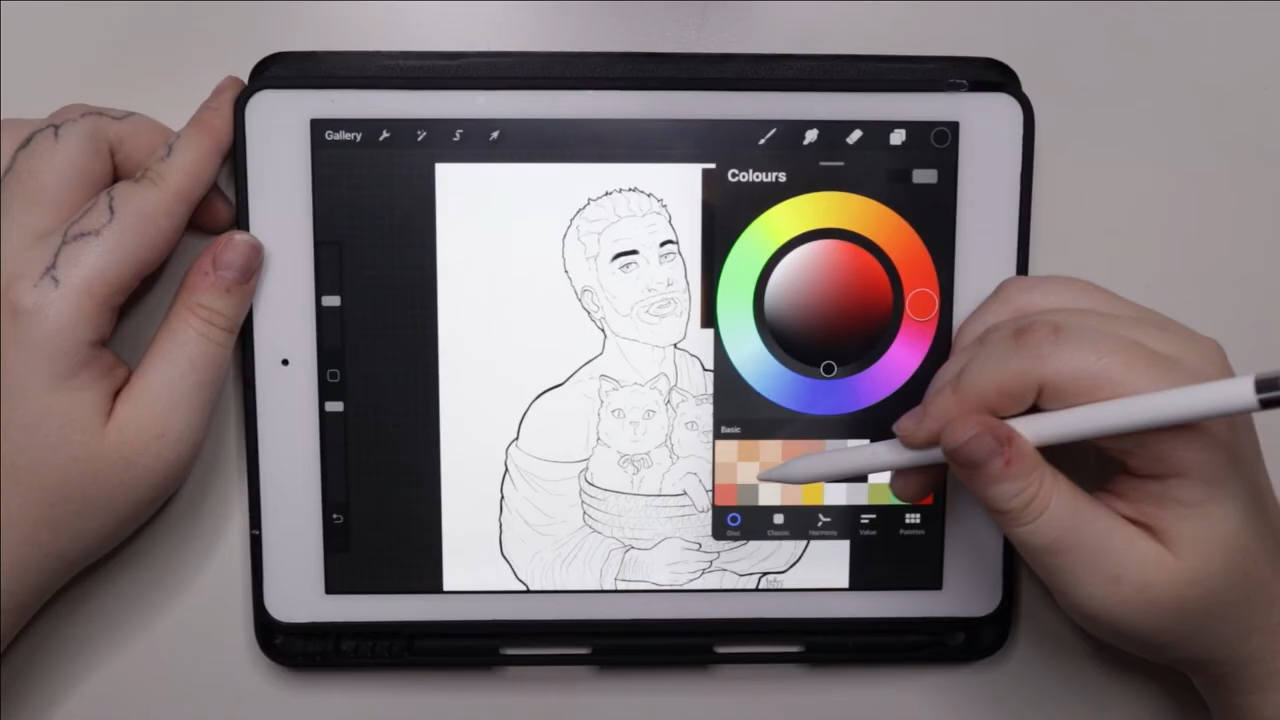 Gallery
Colours
Basic
Disc
Classic
Harmony
Value
Palettes